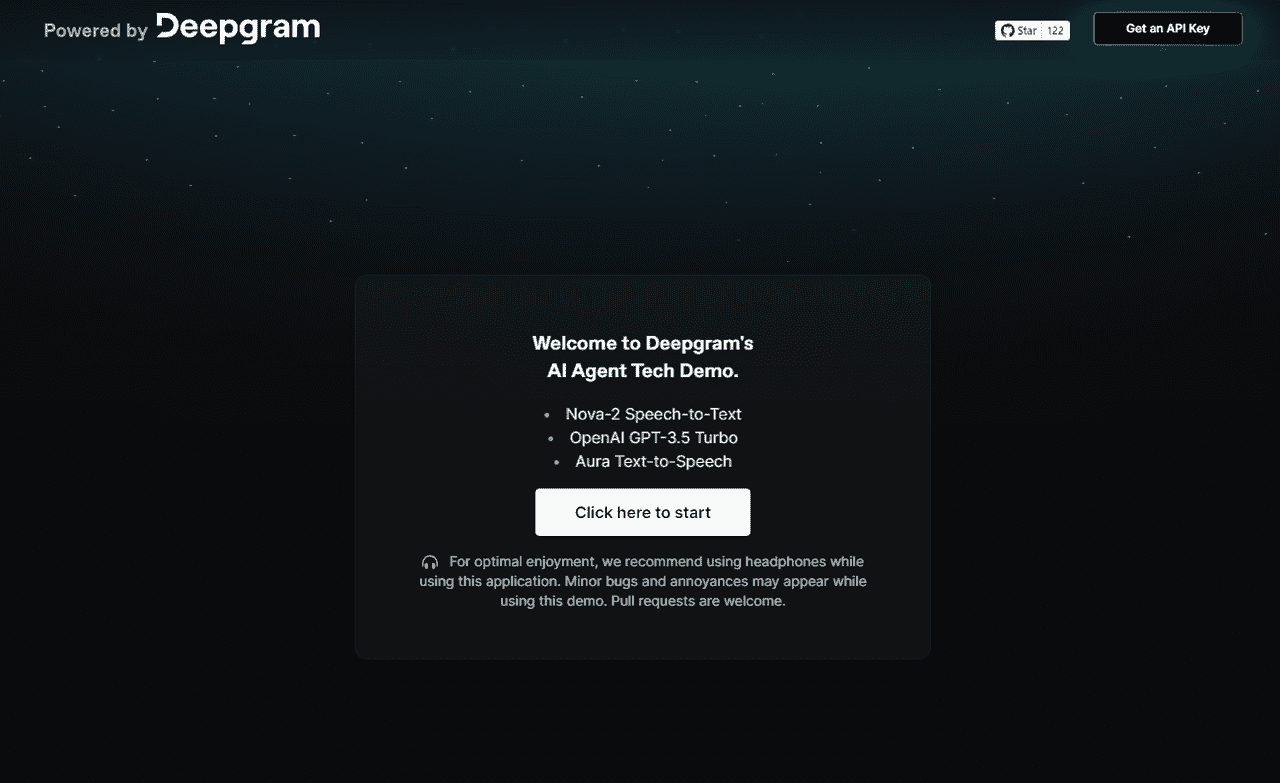 Powered by Deepgram
Star 122
Get an API Key
Welcome to Deepgram's
AI Agent Tech Demo.
• Nova-2 Speech-to-Text
• OpenAI GPT-3.5 Turbo
• Aura Text-to-Speech
Click here to start
For optimal enjoyment, we recommend using headphones while
using this application. Minor bugs and annoyances may appear while
using this demo. Pull requests are welcome.